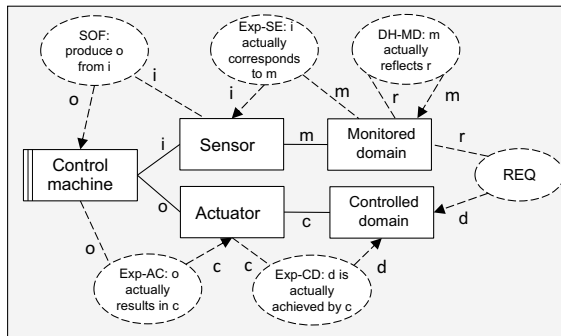 SOF:
produce o
from i
Exp-SE: i
actually
corresponds
to m
DH-MD: m
actually
reflects r
i
o
i
m
r
m
Control
machine
i
Sensor
m
Monitored
domain
r
REQ
o
Actuator
c
Controlled
domain
d
o
c
c
d
Exp-AC: o
actually
results in c
Exp-CD: d is
actually
achieved by c